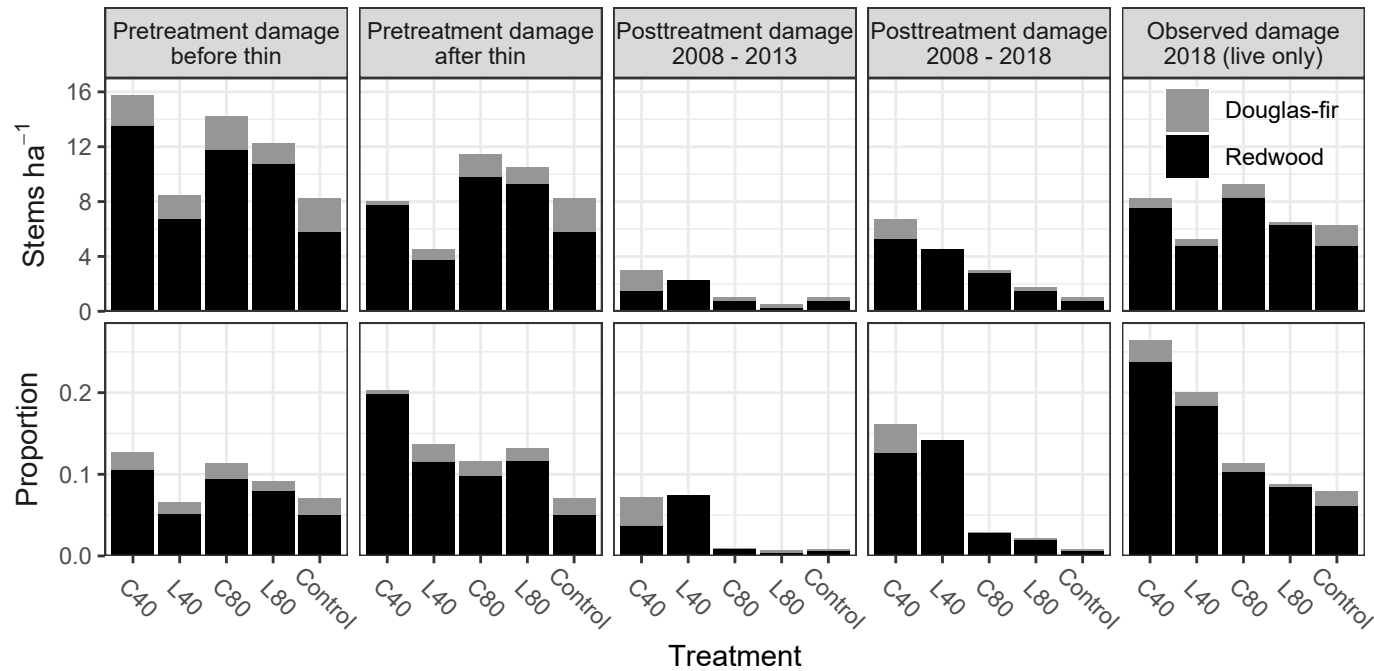 Pretreatment damage
before thin
Pretreatment damage
after thin
Posttreatment damage
2008 - 2013
Posttreatment damage
2008 - 2018
Observed damage
2018 (live only)
Stems ha⁻¹
16
12
8
4
0
Douglas-fir
Redwood
Proportion
0.2
0.1
0.0
C40 L40 C80 L80 Control
C40 L40 C80 L80 Control
C40 L40 C80 L80 Control
C40 L40 C80 L80 Control
C40 L40 C80 L80 Control
Treatment